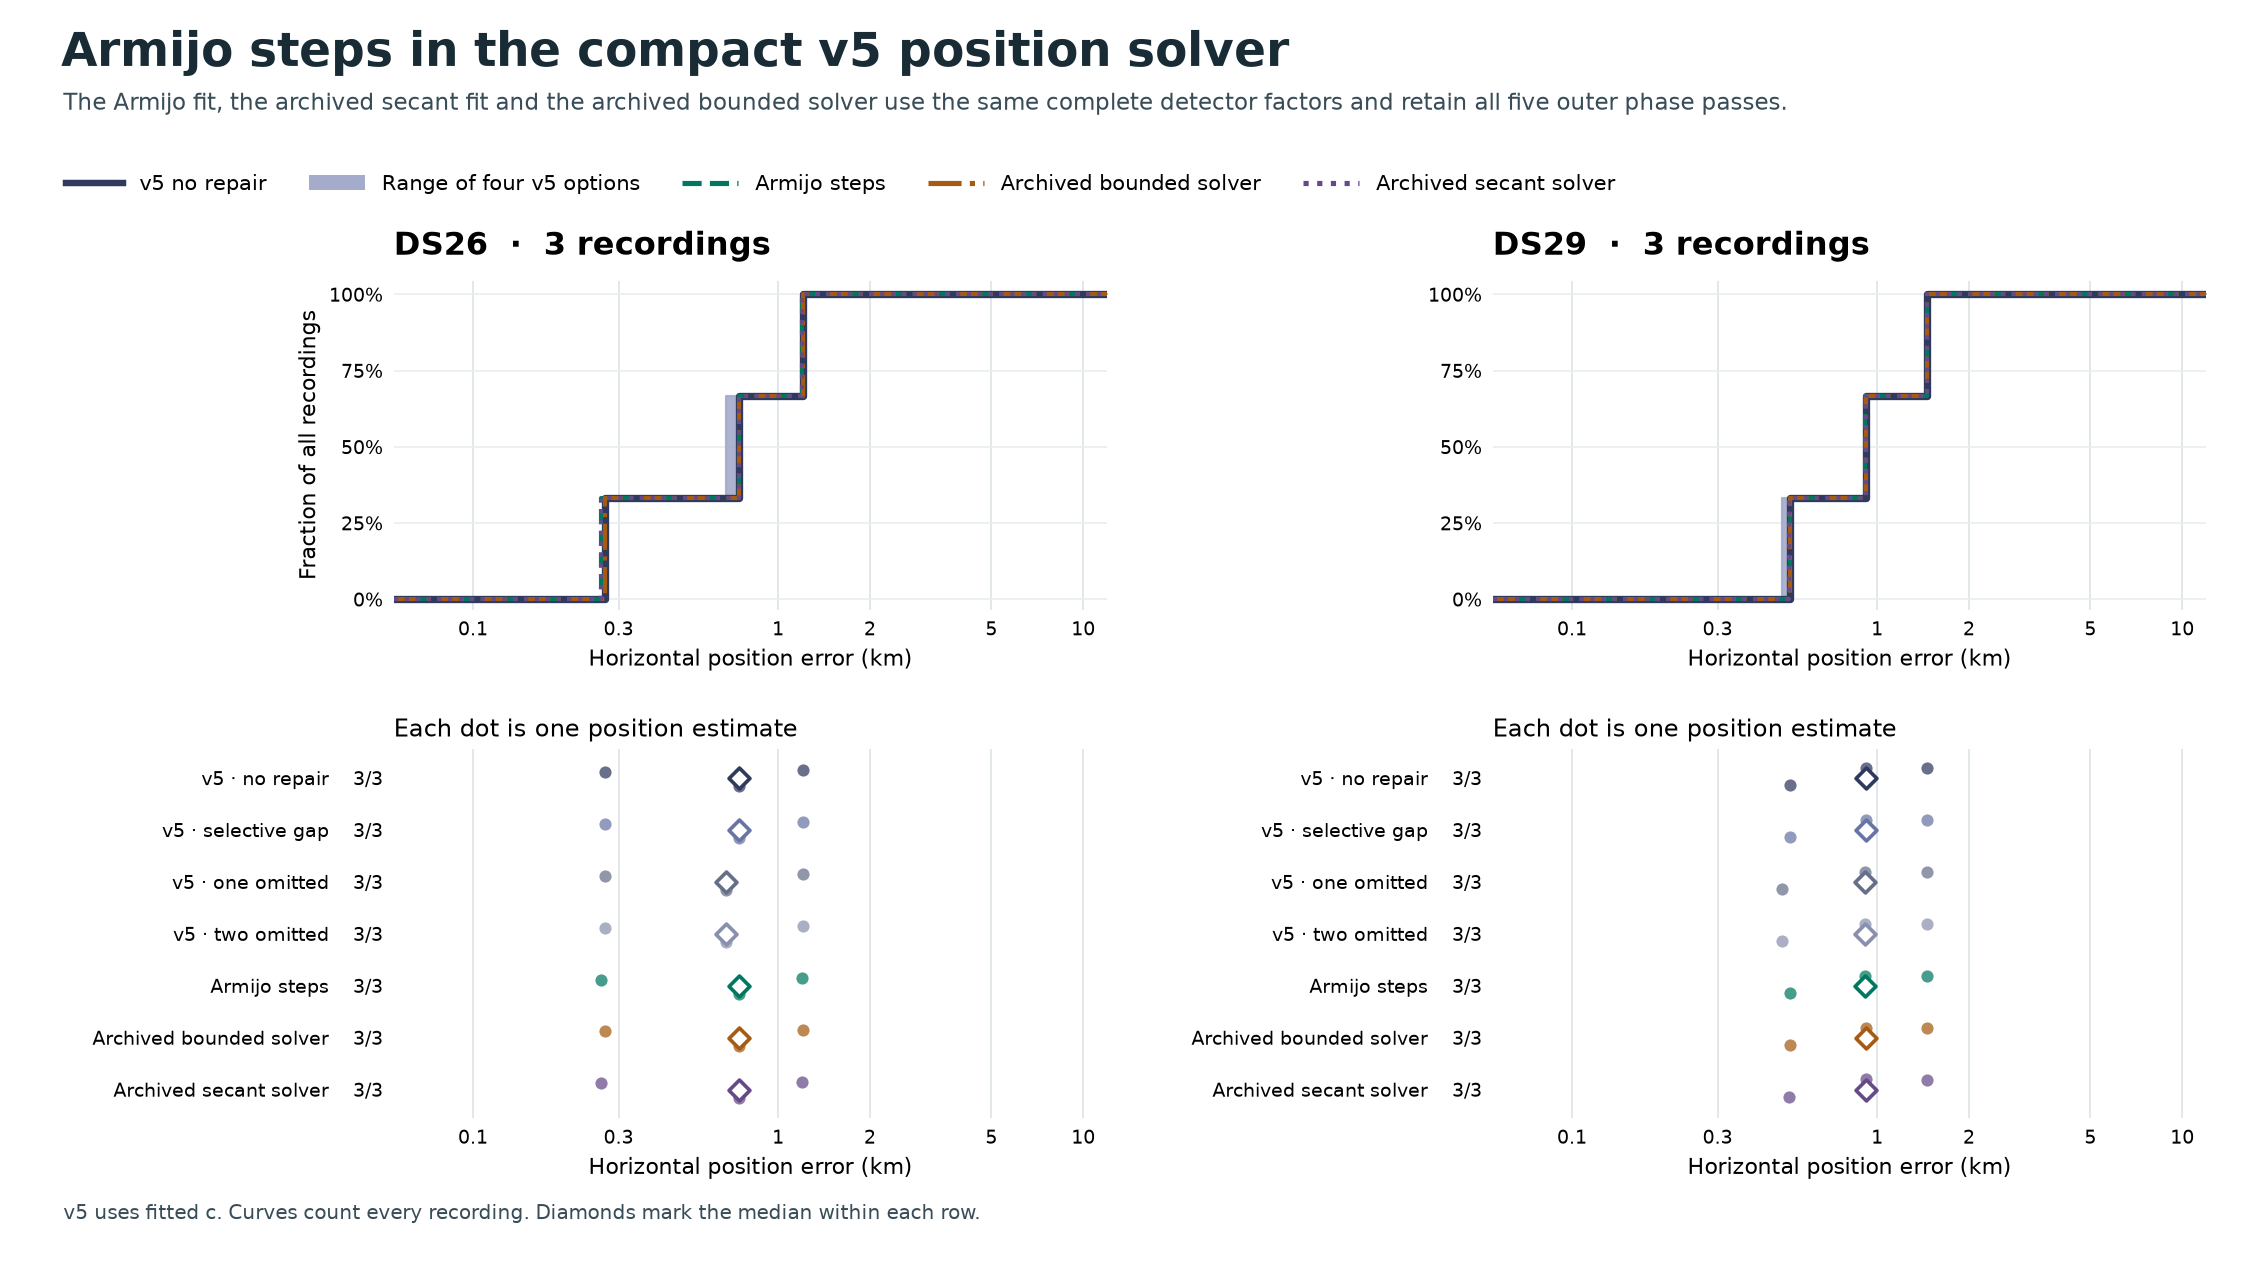 Armijo steps in the compact v5 position solver
The Armijo fit, the archived secant fit and the archived bounded solver use the same complete detector factors and retain all five outer phase passes.
v5 no repair
Range of four v5 options
Armijo steps
Archived bounded solver
Archived secant solver
DS26 · 3 recordings
Fraction of all recordings
100%
75%
50%
25%
0%
0.1 0.3 1 2 5 10
Horizontal position error (km)
DS29 · 3 recordings
100%
75%
50%
25%
0%
0.1 0.3 1 2 5 10
Horizontal position error (km)
Each dot is one position estimate
v5 · no repair 3/3
v5 · selective gap 3/3
v5 · one omitted 3/3
v5 · two omitted 3/3
Armijo steps 3/3
Archived bounded solver 3/3
Archived secant solver 3/3
0.1 0.3 1 2 5 10
Horizontal position error (km)
Each dot is one position estimate
v5 · no repair 3/3
v5 · selective gap 3/3
v5 · one omitted 3/3
v5 · two omitted 3/3
Armijo steps 3/3
Archived bounded solver 3/3
Archived secant solver 3/3
0.1 0.3 1 2 5 10
Horizontal position error (km)
v5 uses fitted c. Curves count every recording. Diamonds mark the median within each row.